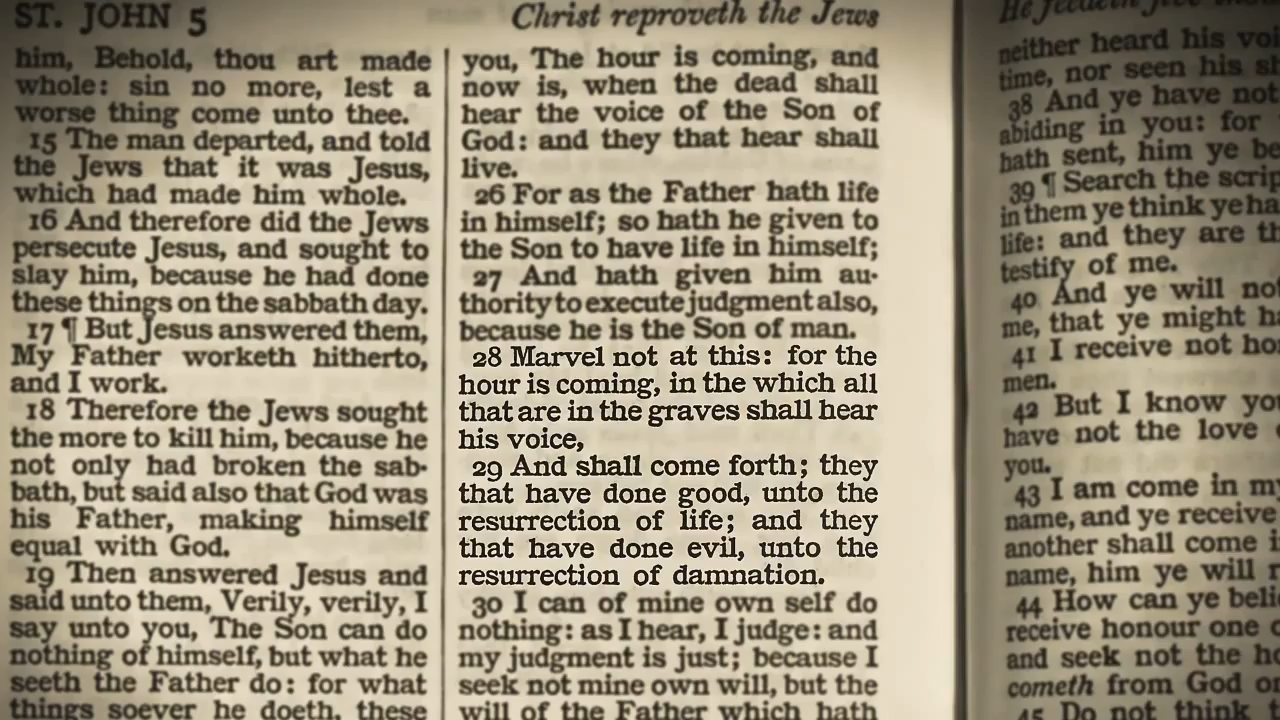 ST. JOHN 5
him, Behold, thou art made
whole: sin no more, lest a
worse thing come unto thee.
15 The man departed, and told
the Jews that it was Jesus,
which had made him whole.
16 And therefore did the Jews
persecute Jesus, and sought to
slay him, because he had done
these things on the sabbath day.
17 ¶ But Jesus answered them,
My Father worketh hitherto,
and I work.
18 Therefore the Jews sought
the more to kill him, because he
not only had broken the sab-
bath, but said also that God was
his Father, making himself
equal with God.
19 Then answered Jesus and
said unto them, Verily, verily, I
say unto you, The Son can do
nothing of himself, but what he
seeth the Father do: for what
things soever he doeth, these
Christ reproveth the Jews
you, The hour is coming, and
now is, when the dead shall
hear the voice of the Son of
God: and they that hear shall
live.
26 For as the Father hath life
in himself; so hath he given to
the Son to have life in himself;
27 And hath given him au-
thority to execute judgment also,
because he is the Son of man.
28 Marvel not at this: for the
hour is coming, in the which all
that are in the graves shall hear
his voice,
29 And shall come forth; they
that have done good, unto the
resurrection of life; and they
that have done evil, unto the
resurrection of damnation.
30 I can of mine own self do
nothing: as I hear, I judge: and
my judgment is just; because I
seek not mine own will, but the
will of the Father which hath
He feedeth five
neither heard his
time, nor seen his
38 And ye have not
abiding in you: for
hath sent, him ye
39 ¶ Search the
in them ye think ye
life: and they are
testify of me.
40 And ye will
me, that ye might
41 I receive not
men.
42 But I know
have not the love
you.
43 I am come in
name, and ye receive
another shall come
name, him ye will
44 How can ye
receive honour one
and seek not the
cometh from God
45 Do not think